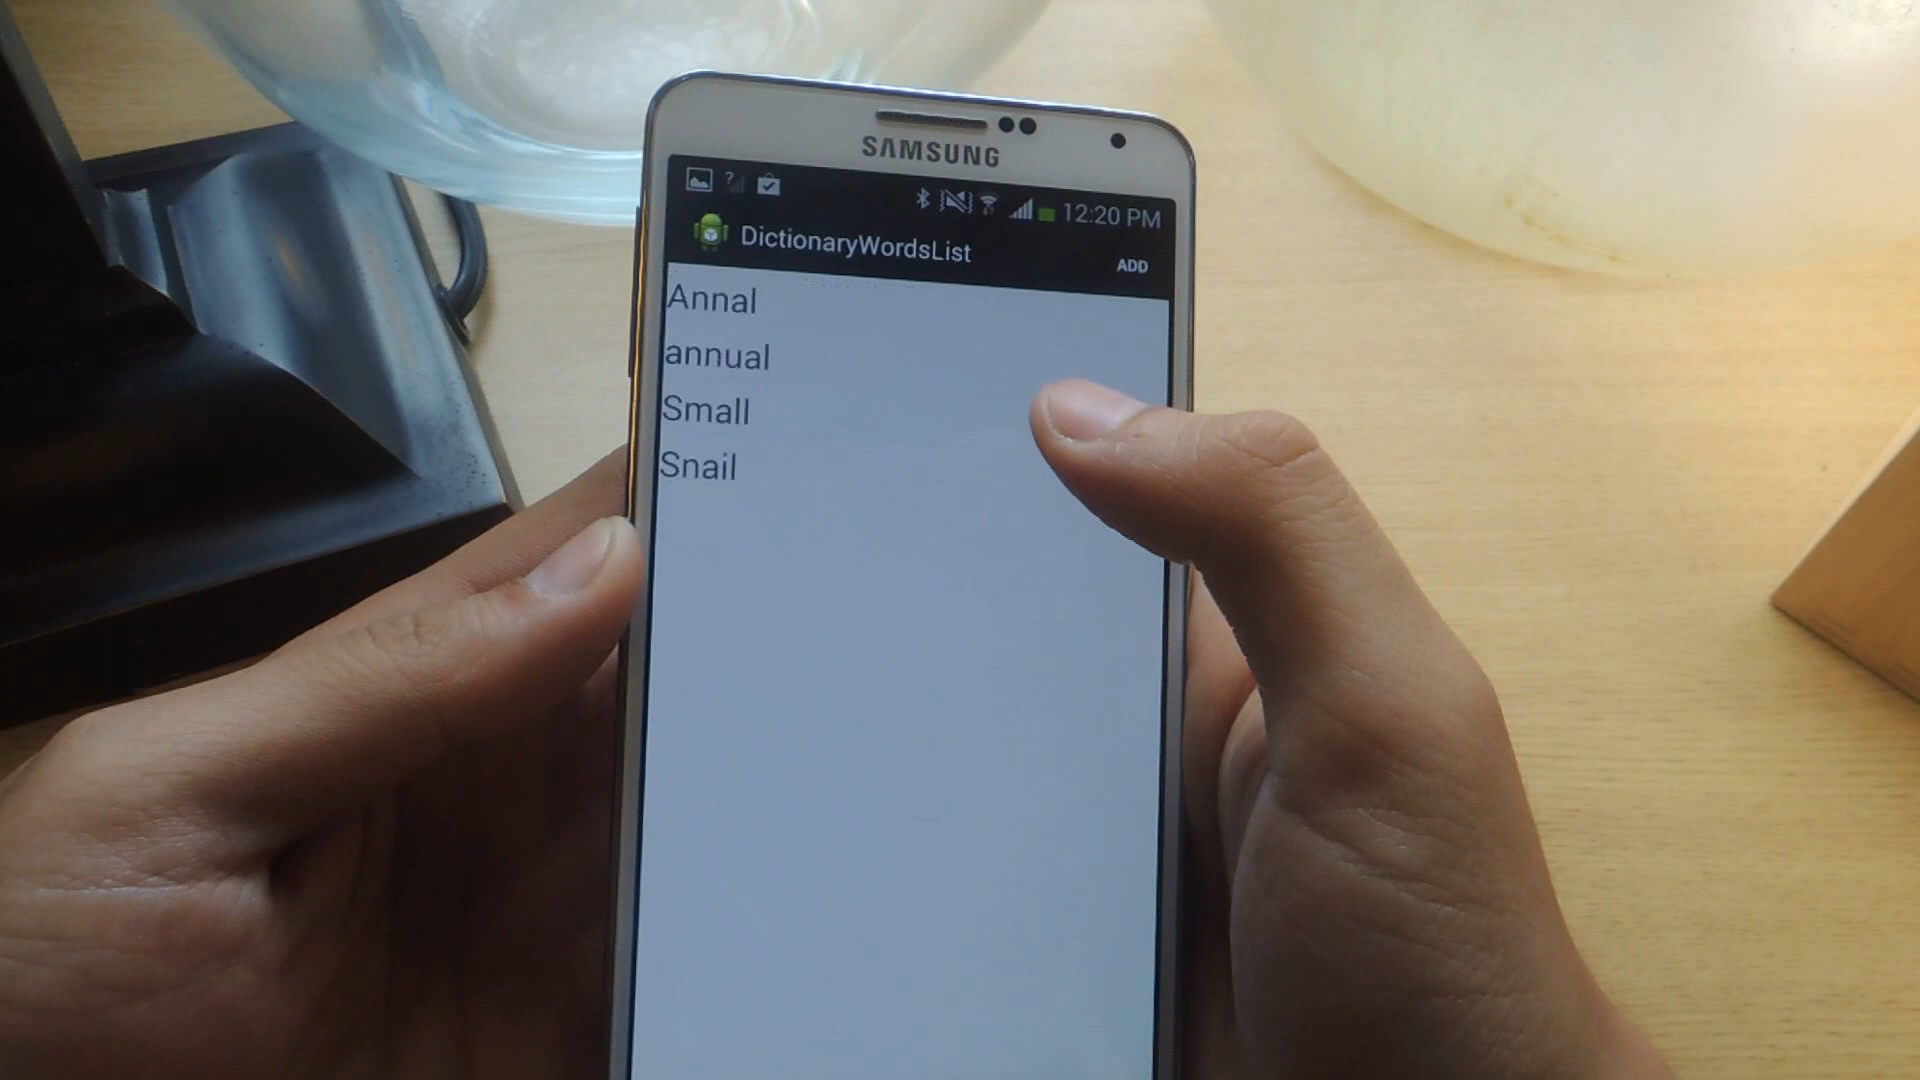 SAMSUNG
? 12:20 PM
DictionaryWordsList ADD
Annal
annual
Small
Snail